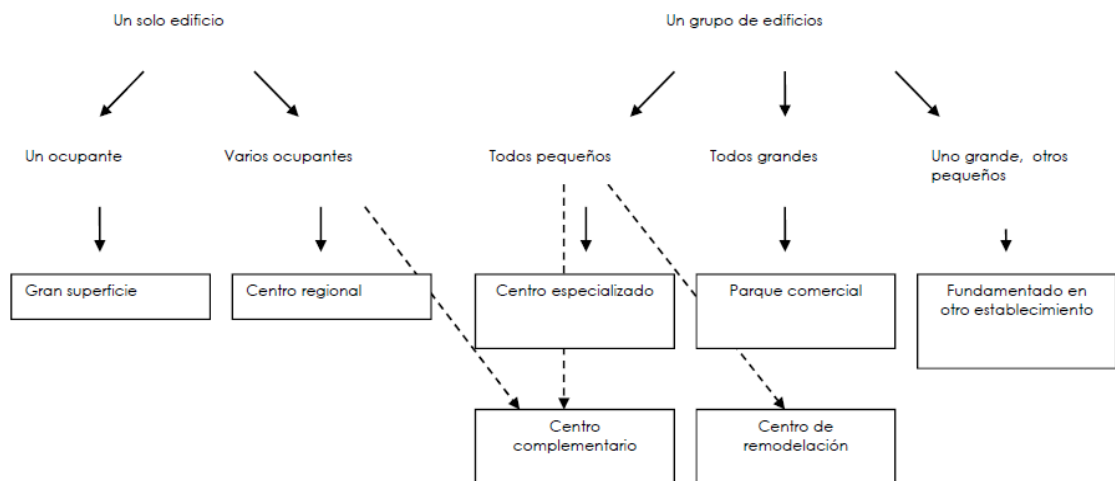 Un solo edificio
Un grupo de edificios
Un ocupante
Varios ocupantes
Todos pequeños
Todos grandes
Uno grande, otros
pequeños
Gran superficie
Centro regional
Centro especializado
Parque comercial
Fundamentado en
otro establecimiento
Centro
complementario
Centro de
remodelación